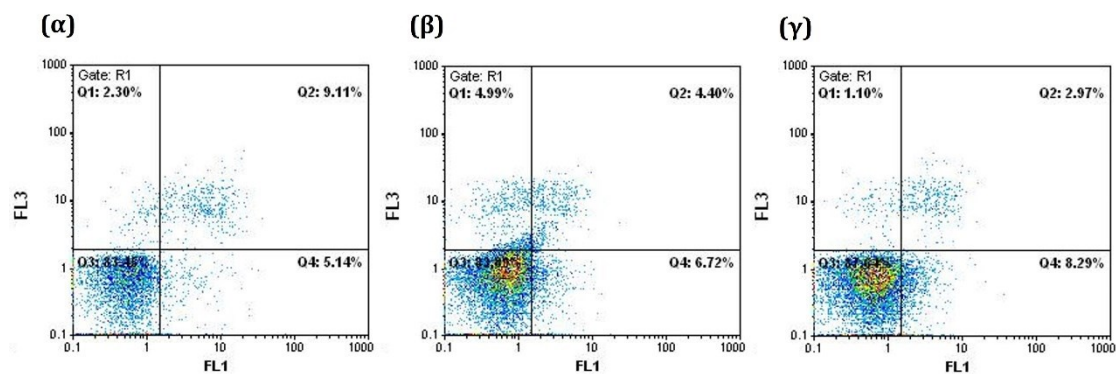 (α)
1000
100
10
1
0.1
FL3
Gate: R1
Q1: 2.30%
Q2: 9.11%
Q3:
Q4: 5.14%
0.1 1 10 100 1000
FL1
(β)
1000
100
10
1
0.1
FL3
Gate: R1
Q1: 4.99%
Q2: 4.40%
Q3:
Q4: 6.72%
0.1 1 10 100 1000
FL1
(γ)
1000
100
10
1
0.1
FL3
Gate: R1
Q1: 1.10%
Q2: 2.97%
Q3:
Q4: 8.29%
0.1 1 10 100 1000
FL1